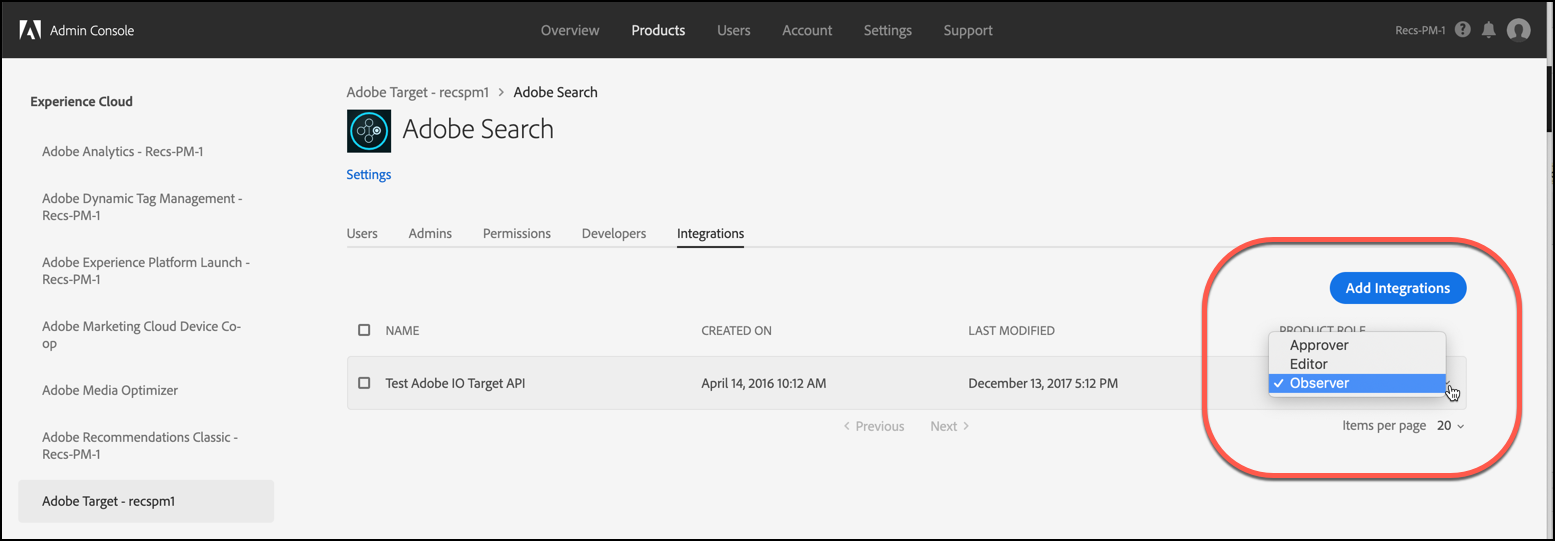 Admin Console
Overview
Products
Users
Account
Settings
Support
Recs-PM-1
?
Experience Cloud
Adobe Analytics - Recs-PM-1
Adobe Dynamic Tag Management -
Recs-PM-1
Adobe Experience Platform Launch -
Recs-PM-1
Adobe Marketing Cloud Device Co-
op
Adobe Media Optimizer
Adobe Recommendations Classic -
Recs-PM-1
Adobe Target - recspm1
Adobe Target - recspm1 > Adobe Search
Adobe Search
Settings
Users
Admins
Permissions
Developers
Integrations
Add Integrations
NAME
CREATED ON
LAST MODIFIED
PRODUCT ROLE
Test Adobe IO Target API
April 14, 2016 10:12 AM
December 13, 2017 5:12 PM
Approver
Editor
✓ Observer
< Previous
Next >
Items per page 20